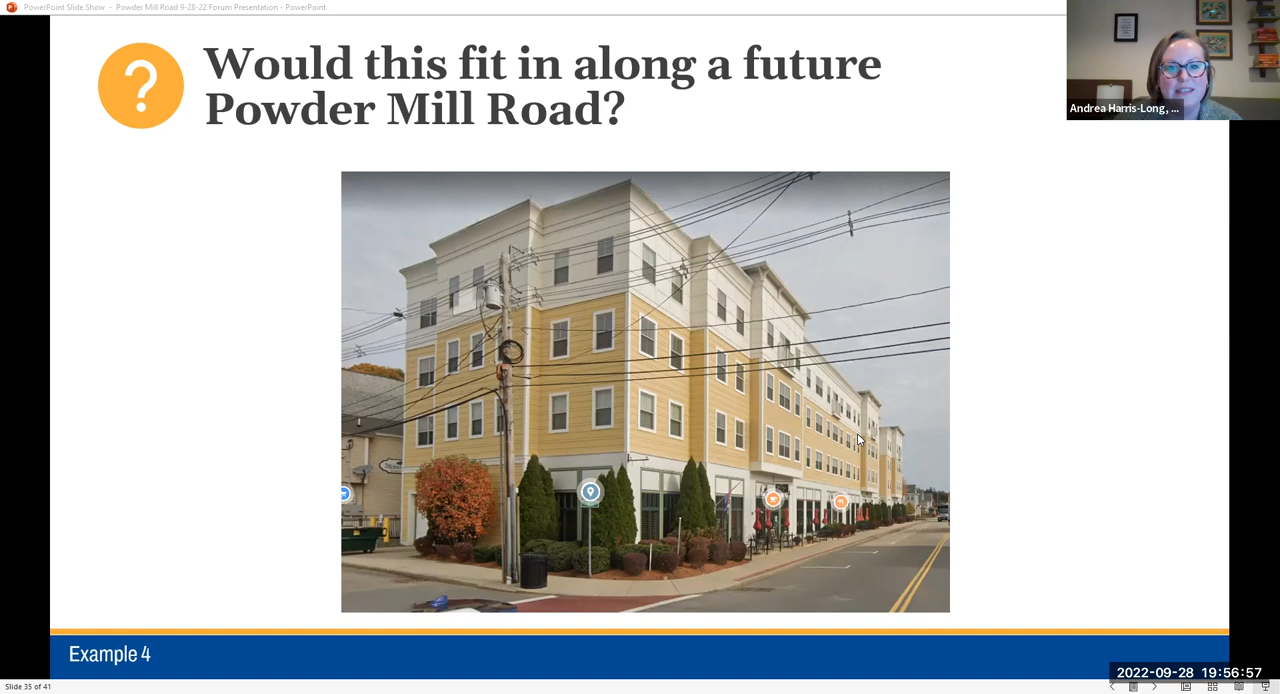 PowerPoint Slide Show - Powder Mill Road 9-28-22 Forum Presentation - PowerPoint
?
Would this fit in along a future
Powder Mill Road?
Andrea Harris-Long, ...
Example 4
2022-09-28 19:56:57
Slide 35 of 41